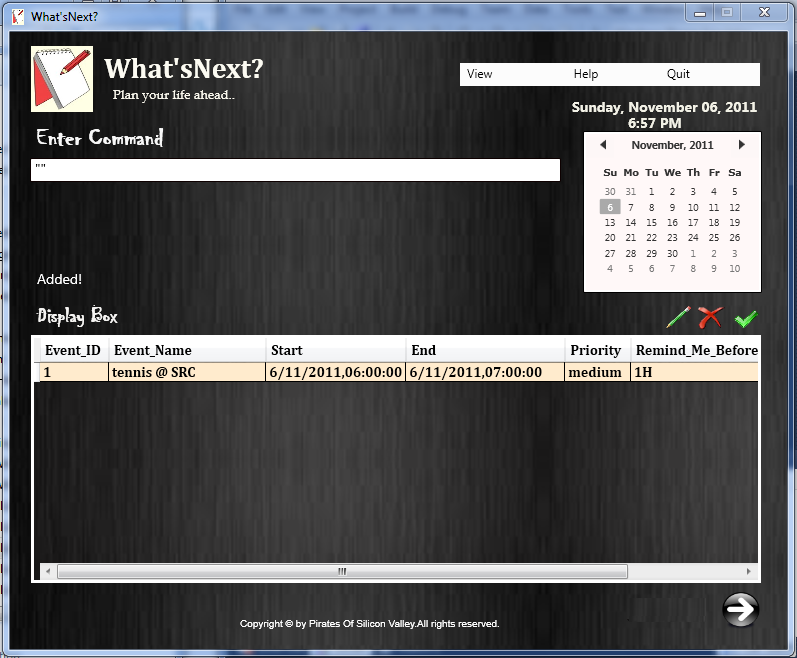 What'sNext?
What'sNext?
Plan your life ahead..
View Help Quit
Sunday, November 06, 2011
6:57 PM
Enter Command
""
November, 2011
Su Mo Tu We Th Fr Sa
30 31 1 2 3 4 5
6 7 8 9 10 11 12
13 14 15 16 17 18 19
20 21 22 23 24 25 26
27 28 29 30 1 2 3
4 5 6 7 8 9 10
Added!
Display Box
Event_ID Event_Name Start End Priority Remind_Me_Before
1 tennis @ SRC 6/11/2011,06:00:00 6/11/2011,07:00:00 medium 1H
Copyright © by Pirates Of Silicon Valley.All rights reserved.